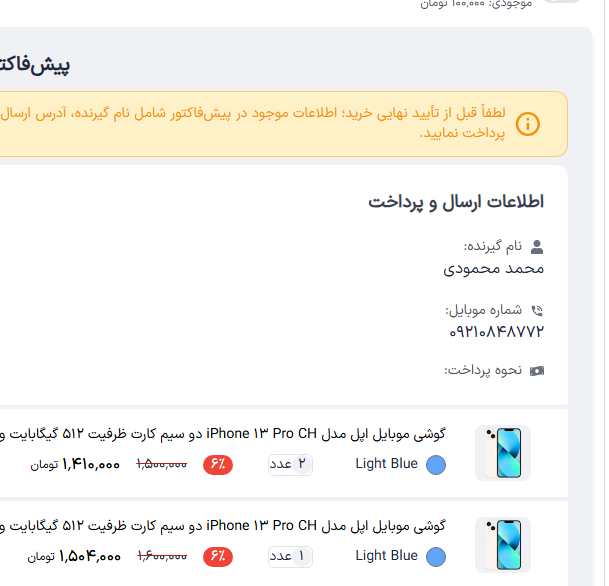 موجودی: ۱۰۰,۰۰۰ تومان
پیش‌فاکت
لطفاً قبل از تأیید نهایی خرید؛ اطلاعات موجود در پیش‌فاکتور شامل نام گیرنده، آدرس ارسال
پرداخت نمایید.
اطلاعات ارسال و پرداخت
نام گیرنده:
محمد محمودی
شماره موبایل:
۰۹۲۱۰۸۴۸۷۷۲
نحوه پرداخت:
گوشی موبایل اپل مدل iPhone ۱۳ Pro CH دو سیم کارت ظرفیت ۵۱۲ گیگابایت و
Light Blue ۲ عدد ۶٪ ۱,۵۰۰,۰۰۰ ۱,۴۱۰,۰۰۰ تومان
گوشی موبایل اپل مدل iPhone ۱۳ Pro CH دو سیم کارت ظرفیت ۵۱۲ گیگابایت و
Light Blue ۱ عدد ۶٪ ۱,۶۰۰,۰۰۰ ۱,۵۰۴,۰۰۰ تومان